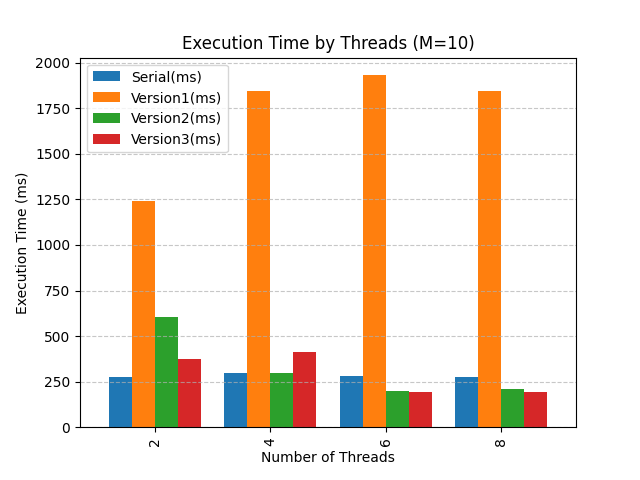 Execution Time by Threads (M=10)
Serial(ms)
Version1(ms)
Version2(ms)
Version3(ms)
Execution Time (ms)
2000
1750
1500
1250
1000
750
500
250
0
2
4
6
8
Number of Threads